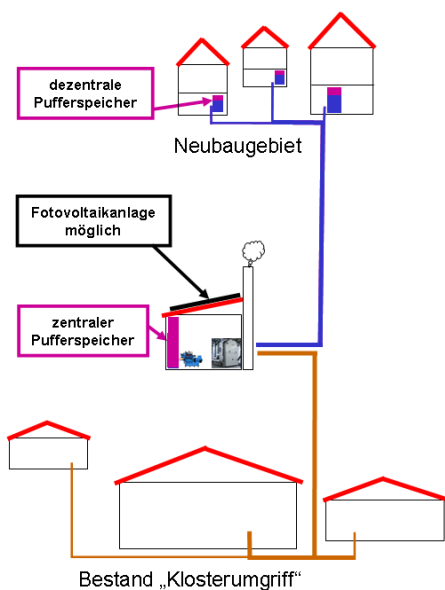 dezentrale
Pufferspeicher
Neubaugebiet
Fotovoltaikanlage
möglich
zentraler
Pufferspeicher
Bestand „Klosterumgriff“